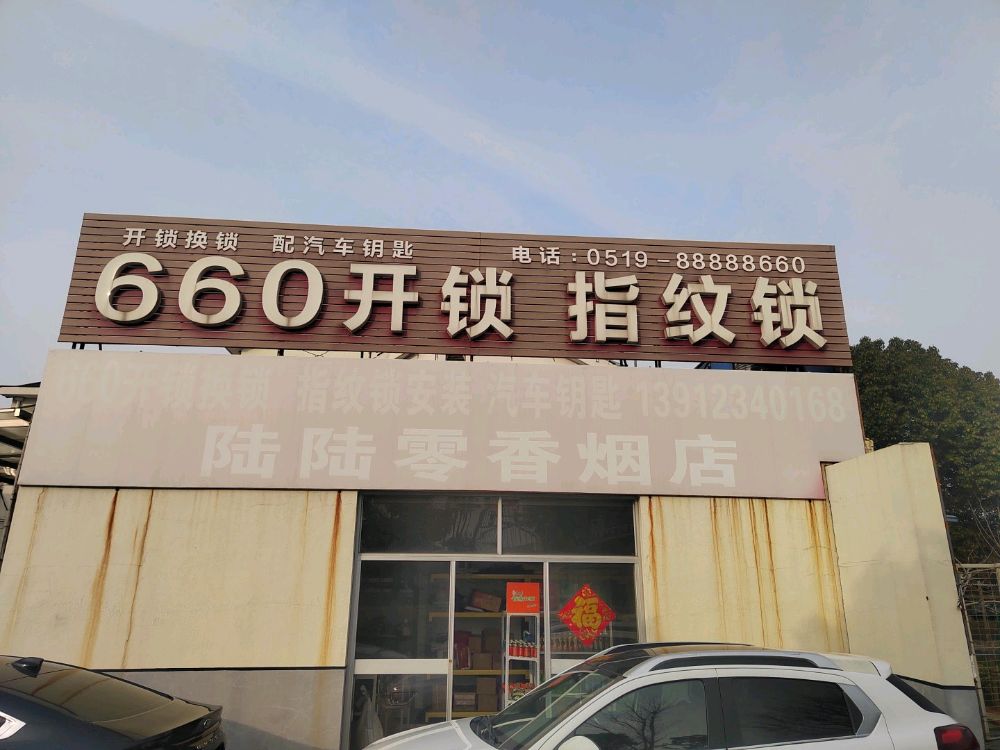 开锁换锁 配汽车钥匙 电话:0519-88888660
660开锁 指纹锁
660开锁换锁 指纹锁安 汽车钥匙 13912340168
陆陆零香烟店
福